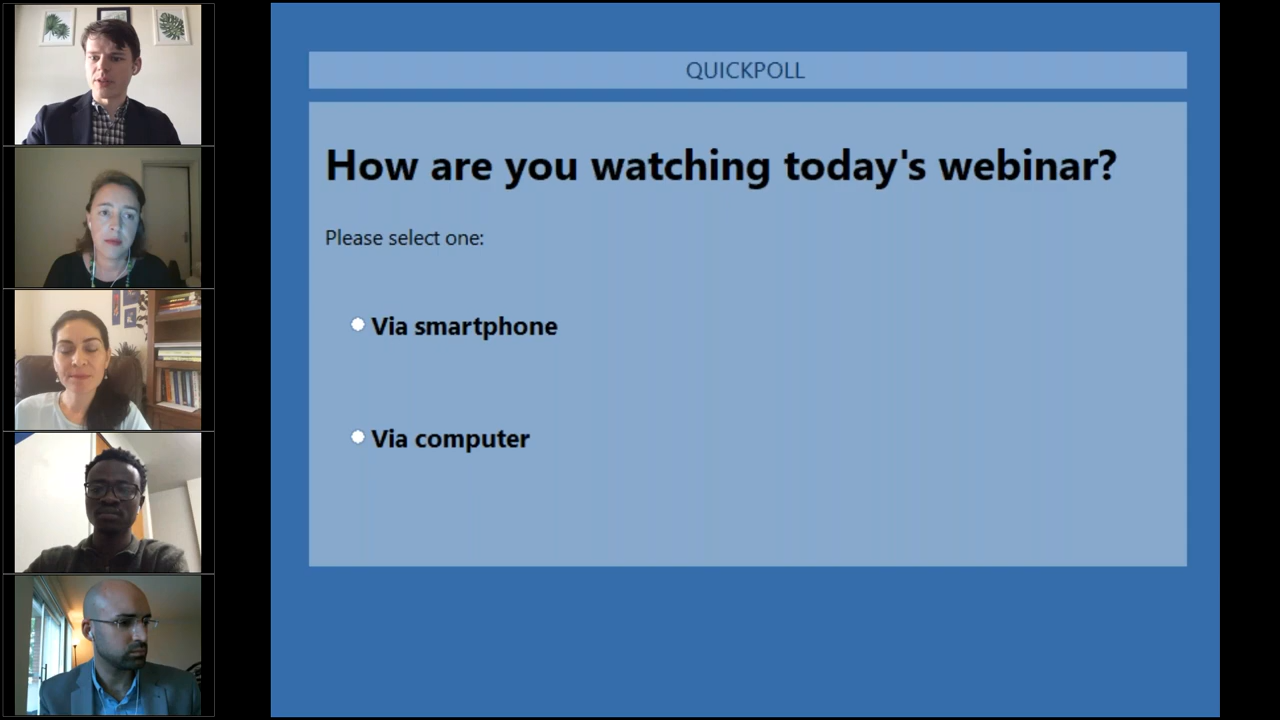 QUICKPOLL
How are you watching today's webinar?
Please select one:
Via smartphone
Via computer